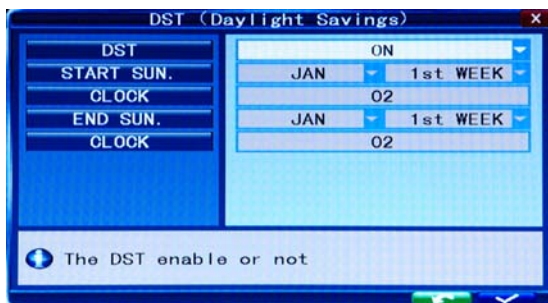 DST (Daylight Savings)
DST ON
START SUN. JAN 1st WEEK
CLOCK 02
END SUN. JAN 1st WEEK
CLOCK 02
The DST enable or not